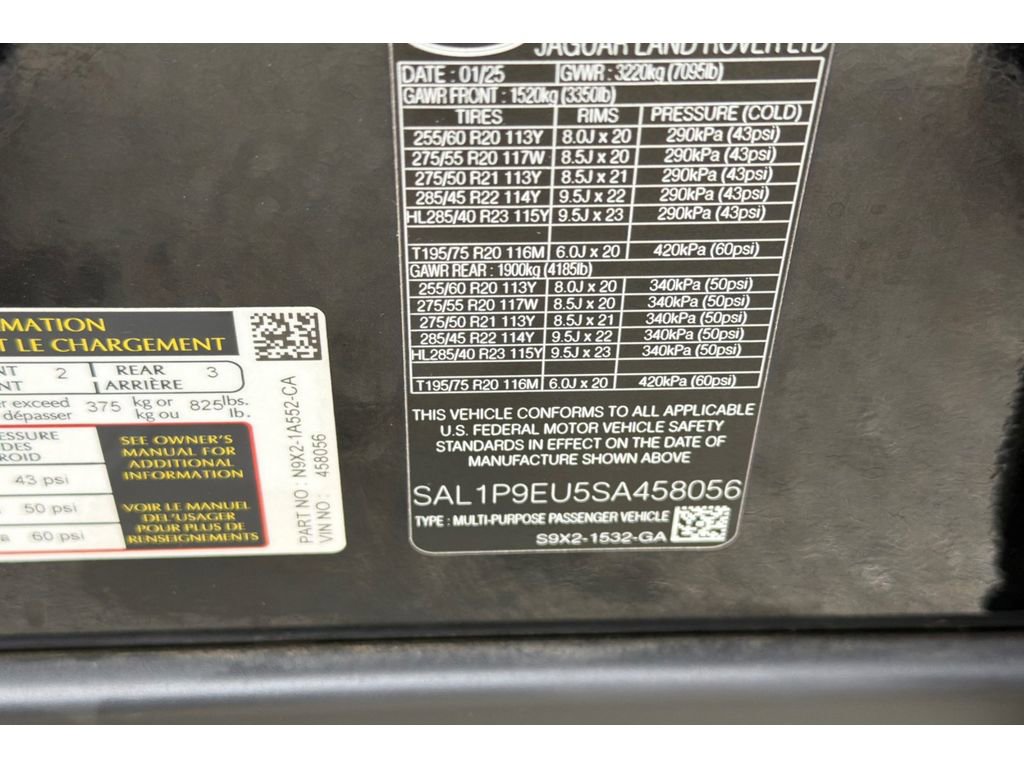 JAGUAR LAND ROVER LTD
DATE : 01/25 GVWR : 3220kg (7095lb)
GAWR FRONT : 1520kg (3350lb)
TIRES RIMS PRESSURE (COLD)
255/60 R20 113Y 8.0J x 20 290kPa (43psi)
275/55 R20 117W 8.5J x 20 290kPa (43psi)
275/50 R21 113Y 8.5J x 21 290kPa (43psi)
285/45 R22 114Y 9.5J x 22 290kPa (43psi)
HL285/40 R23 115Y 9.5J x 23 290kPa (43psi)
T195/75 R20 116M 6.0J x 20 420kPa (60psi)
GAWR REAR : 1900kg (4185lb)
255/60 R20 113Y 8.0J x 20 340kPa (50psi)
275/55 R20 117W 8.5J x 20 340kPa (50psi)
275/50 R21 113Y 8.5J x 21 340kPa (50psi)
285/45 R22 114Y 9.5J x 22 340kPa (50psi)
HL285/40 R23 115Y 9.5J x 23 340kPa (50psi)
T195/75 R20 116M 6.0J x 20 420kPa (60psi)
THIS VEHICLE CONFORMS TO ALL APPLICABLE
U.S. FEDERAL MOTOR VEHICLE SAFETY
STANDARDS IN EFFECT ON THE DATE OF
MANUFACTURE SHOWN ABOVE
SAL1P9EU5SA458056
TYPE : MULTI-PURPOSE PASSENGER VEHICLE
S9X2-1532-GA
MATION
T LE CHARGEMENT
NT 2 REAR 3
NT ARRIÈRE
r exceed 375 kg or 825 lbs.
dépasser kg ou lb.
ESSURE
DES
ROID
43 psi
50 psi
a 60 psi
SEE OWNER'S
MANUAL FOR
ADDITIONAL
INFORMATION
VOIR LE MANUEL
DEL'USAGER
POUR PLUS DE
RENSEIGNEMENTS
PART NO : N9X2-1A552-CA
VIN NO : 458056